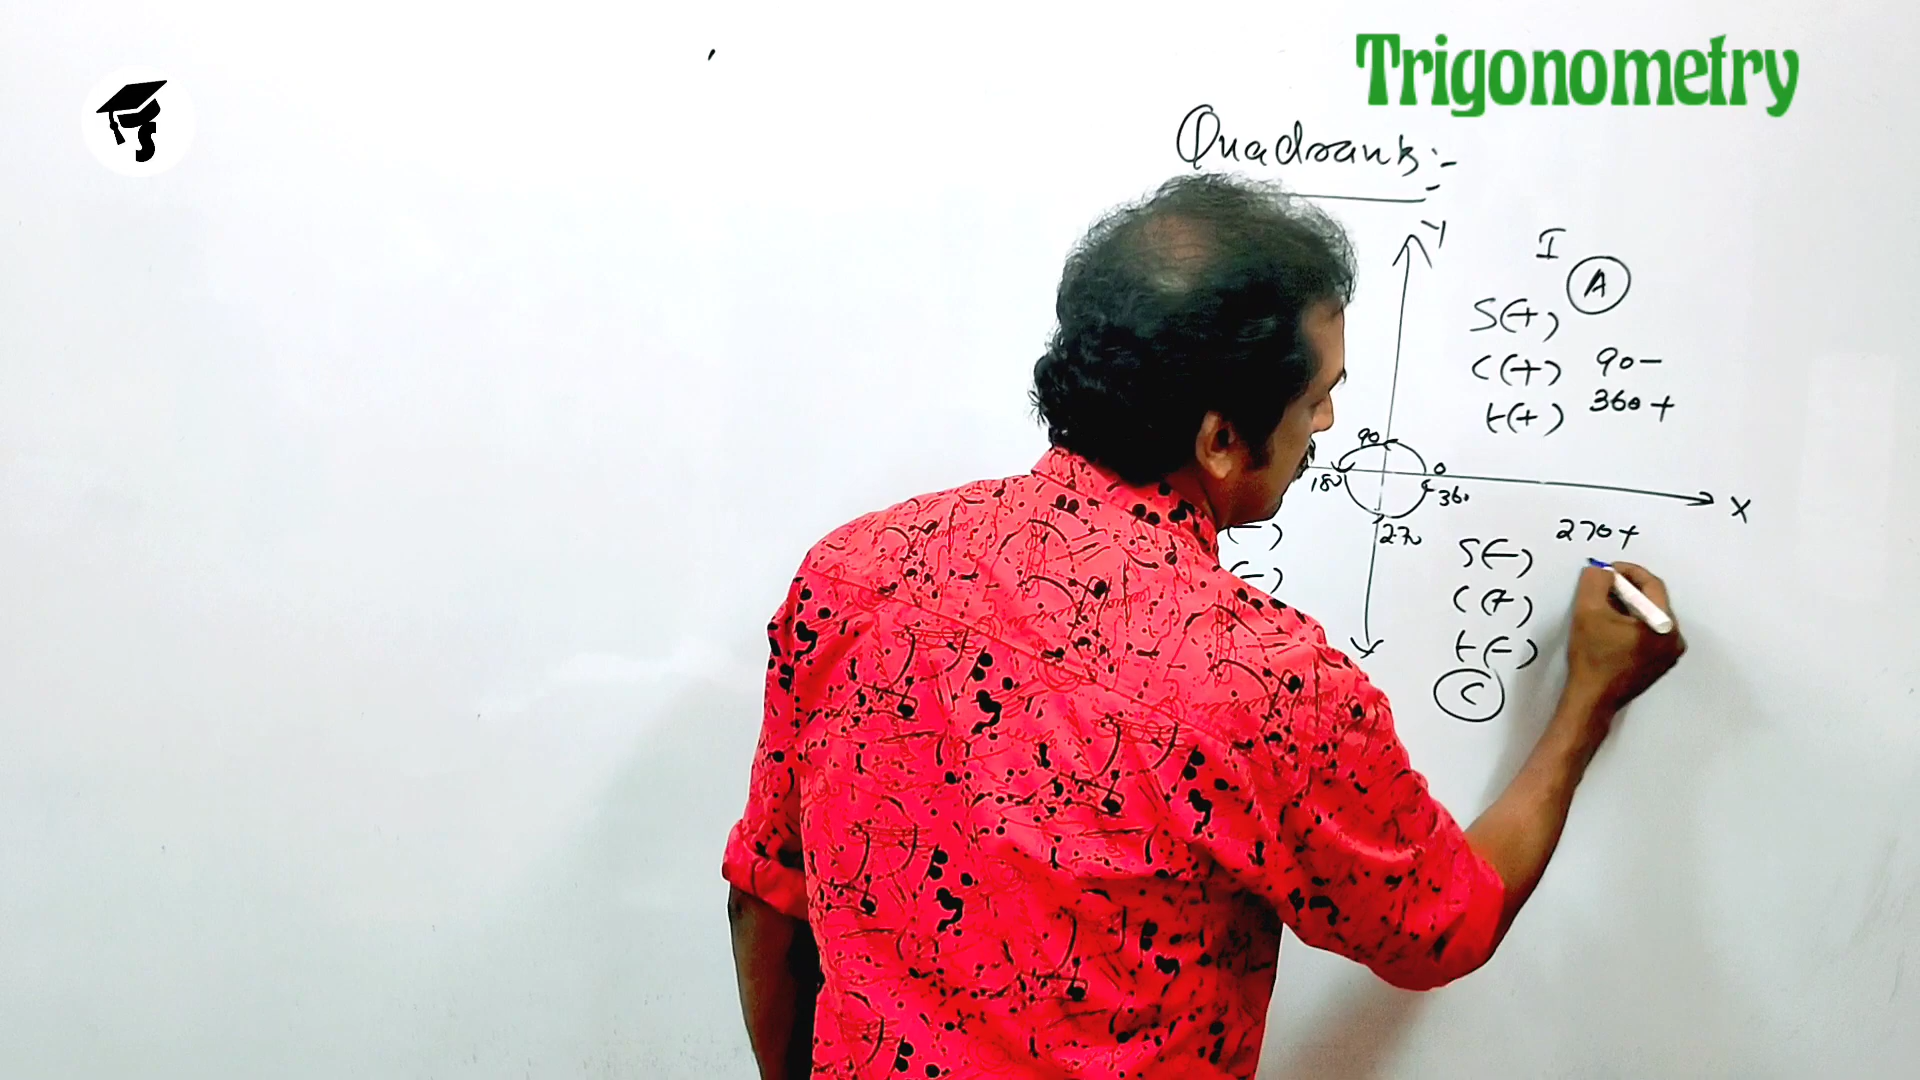 Trigonometry
Quadrants:-
Y
I
A
S(+)
C(+) 90-
t(+) 360+
90
0
180
360
X
270
270+
(-)
S(-)
(-)
C(+)
t(-)
C